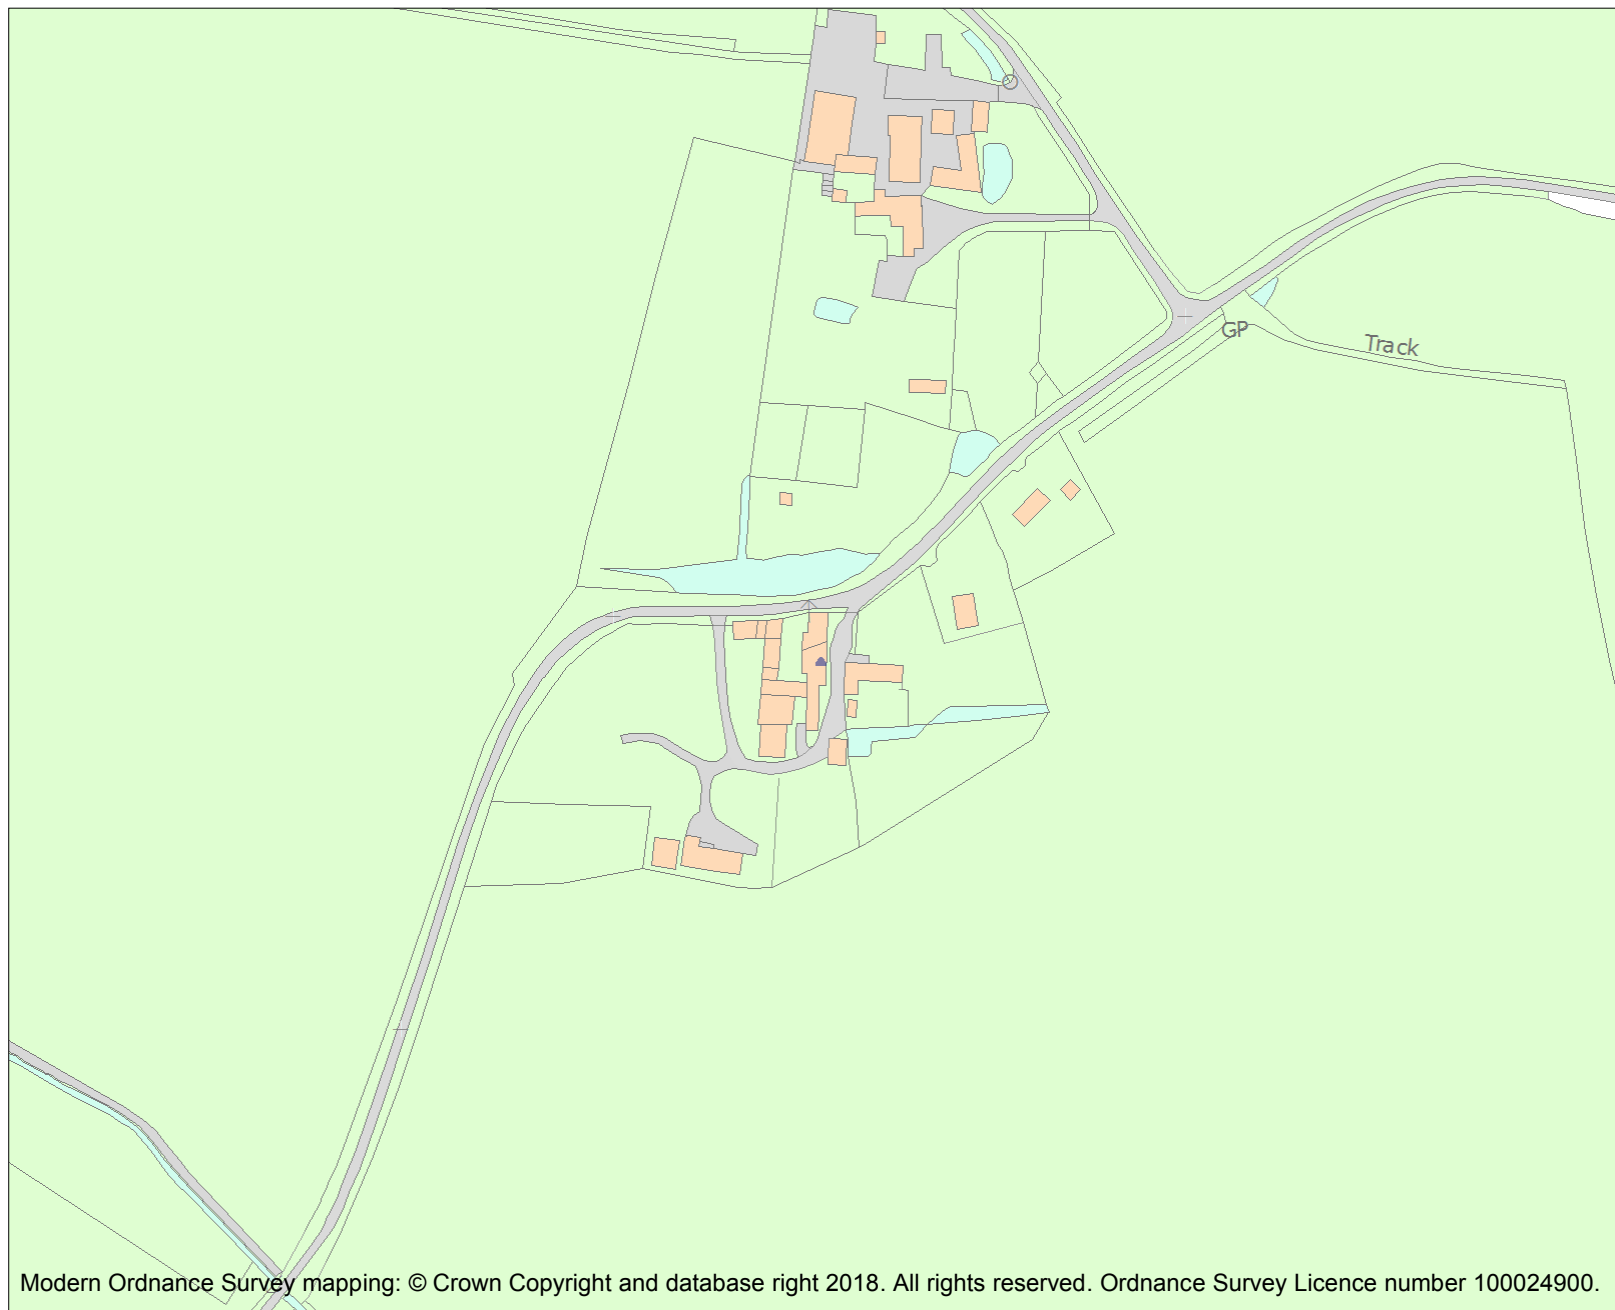 GP
Track
Modern Ordnance Survey mapping: © Crown Copyright and database right 2018. All rights reserved. Ordnance Survey Licence number 100024900.